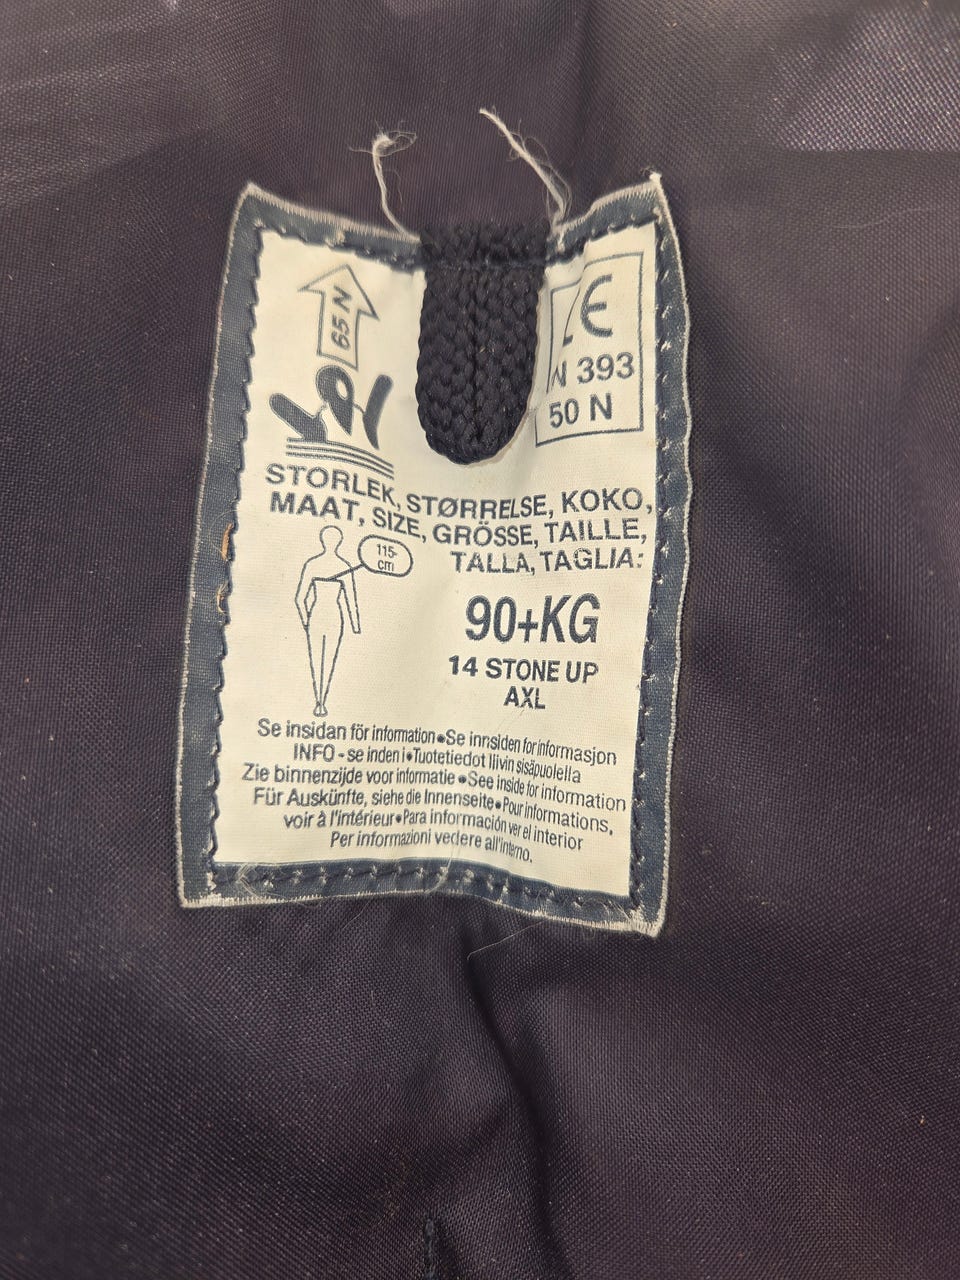 65 N
CE
N 393
50 N
STORLEK, STØRRELSE, KOKO,
MAAT, SIZE, GRÖSSE, TAILLE,
TALLA, TAGLIA:
115-
cm
90+KG
14 STONE UP
AXL
Se insidan för information•Se innsiden for informasjon
INFO - se inden i•Tuotetiedot liivin sisäpuolella
Zie binnenzijde voor informatie•See inside for information
Für Auskünfte, siehe die Innenseite•Pour informations,
voir à l'intérieur•Para información ver el interior
Per informazioni vedere all'interno.